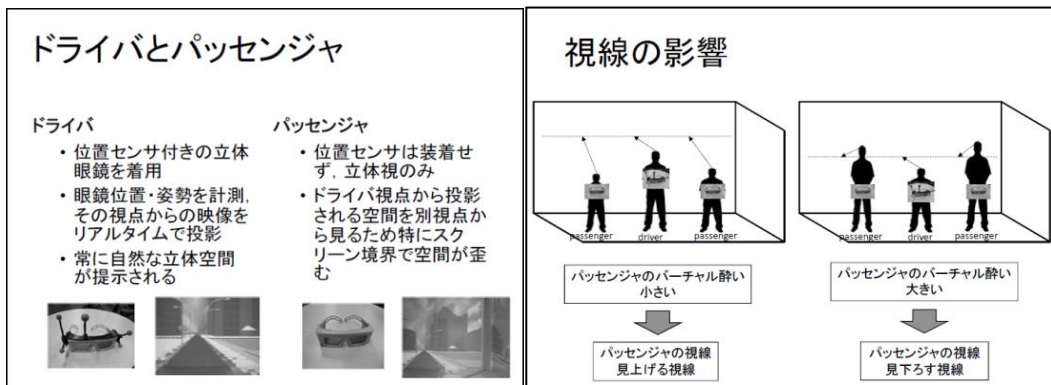 ドライバとパッセンジャ
ドライバ
・位置センサ付きの立体
眼鏡を着用
・眼鏡位置・姿勢を計測,
その視点からの映像を
リアルタイムで投影
・常に自然な立体空間
が提示される
パッセンジャ
・位置センサは装着せ
ず,立体視のみ
・ドライバ視点から投影
される空間を別視点か
ら見るため特にスク
リーン境界で空間が歪
む
視線の影響
passenger
driver
passenger
パッセンジャのバーチャル酔い
小さい
パッセンジャの視線
見上げる視線
passenger
driver
passenger
パッセンジャのバーチャル酔い
大きい
パッセンジャの視線
見下ろす視線